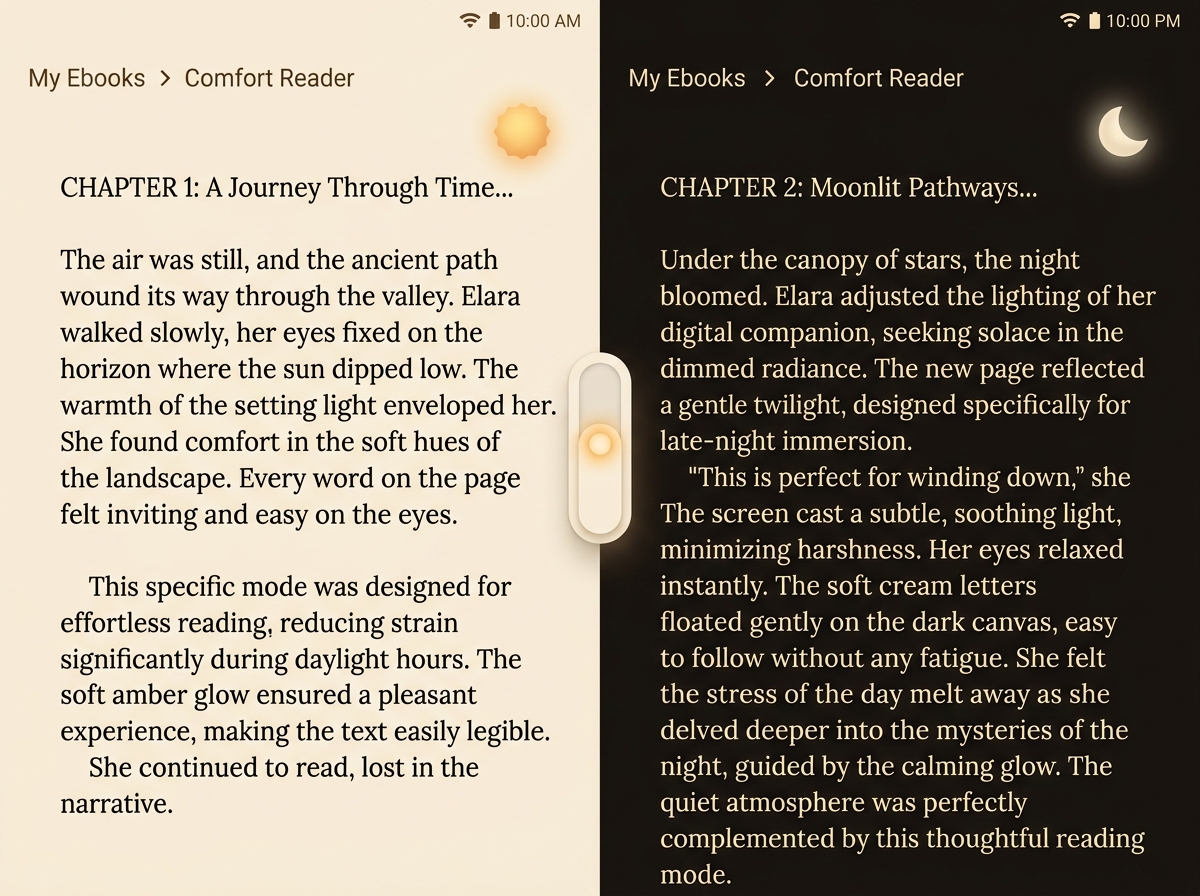 10:00 AM
My Ebooks > Comfort Reader
CHAPTER 1: A Journey Through Time...
The air was still, and the ancient path
wound its way through the valley. Elara
walked slowly, her eyes fixed on the
horizon where the sun dipped low. The
warmth of the setting light enveloped her.
She found comfort in the soft hues of
the landscape. Every word on the page
felt inviting and easy on the eyes.
This specific mode was designed for
effortless reading, reducing strain
significantly during daylight hours. The
soft amber glow ensured a pleasant
experience, making the text easily legible.
She continued to read, lost in the
narrative.
10:00 PM
My Ebooks > Comfort Reader
CHAPTER 2: Moonlit Pathways...
Under the canopy of stars, the night
bloomed. Elara adjusted the lighting of her
digital companion, seeking solace in the
dimmed radiance. The new page reflected
a gentle twilight, designed specifically for
late-night immersion.
"This is perfect for winding down,” she
The screen cast a subtle, soothing light,
minimizing harshness. Her eyes relaxed
instantly. The soft cream letters
floated gently on the dark canvas, easy
to follow without any fatigue. She felt
the stress of the day melt away as she
delved deeper into the mysteries of the
night, guided by the calming glow. The
quiet atmosphere was perfectly
complemented by this thoughtful reading
mode.